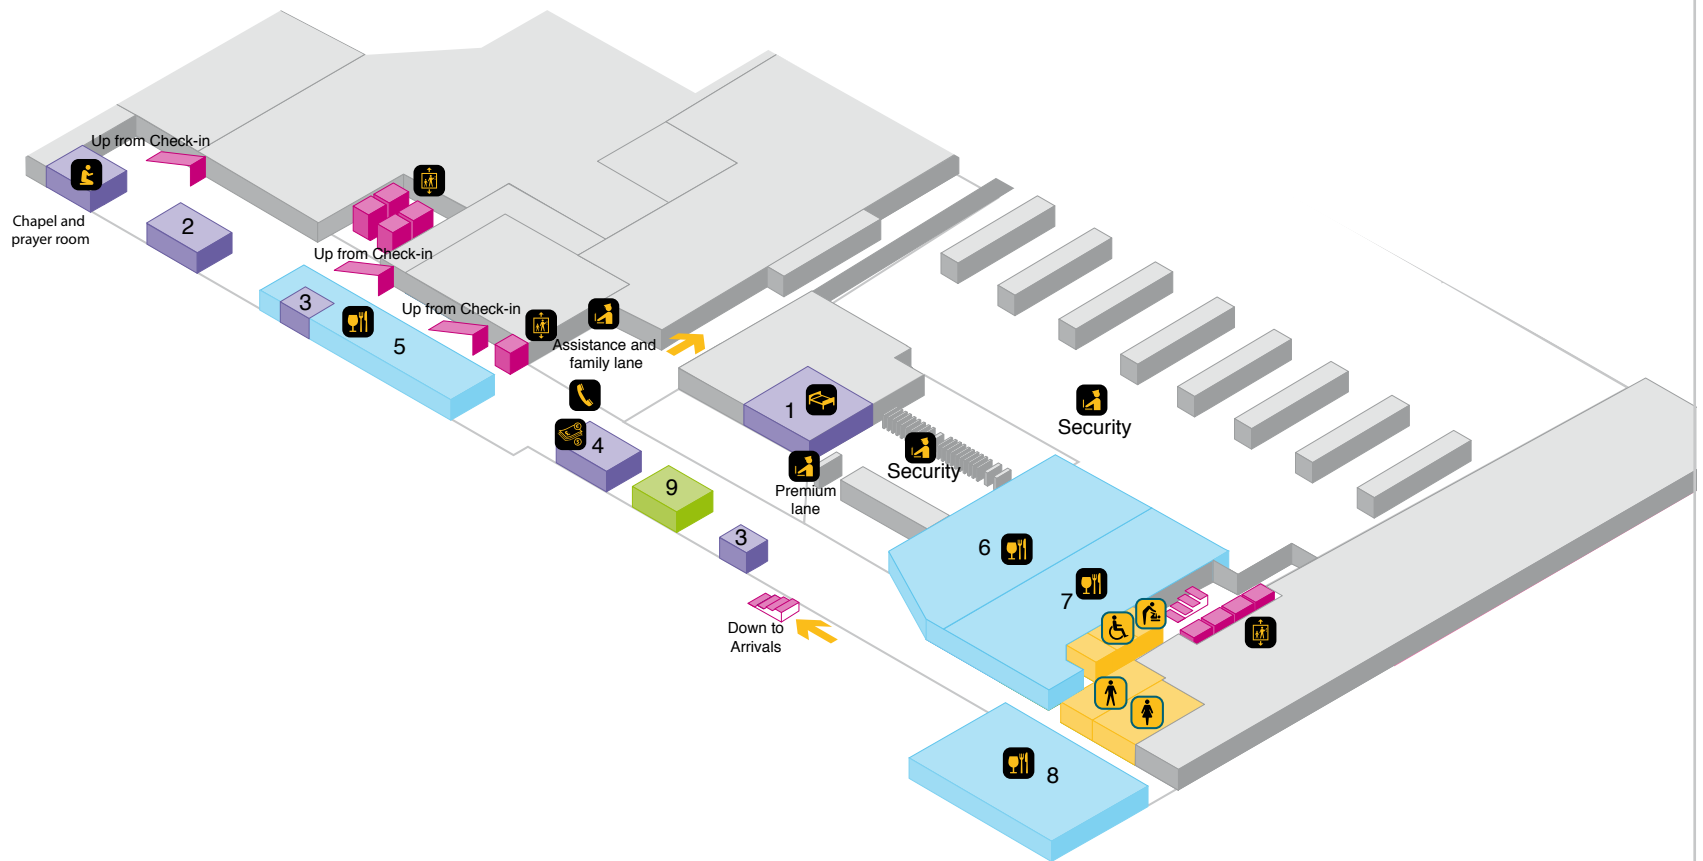 Up from Check-in
Chapel and
prayer room
2
Up from Check-in
3
Up from Check-in
5
Assistance and
family lane
1
4
Security
Security
9
Premium
lane
3
6
7
Down to
Arrivals
8